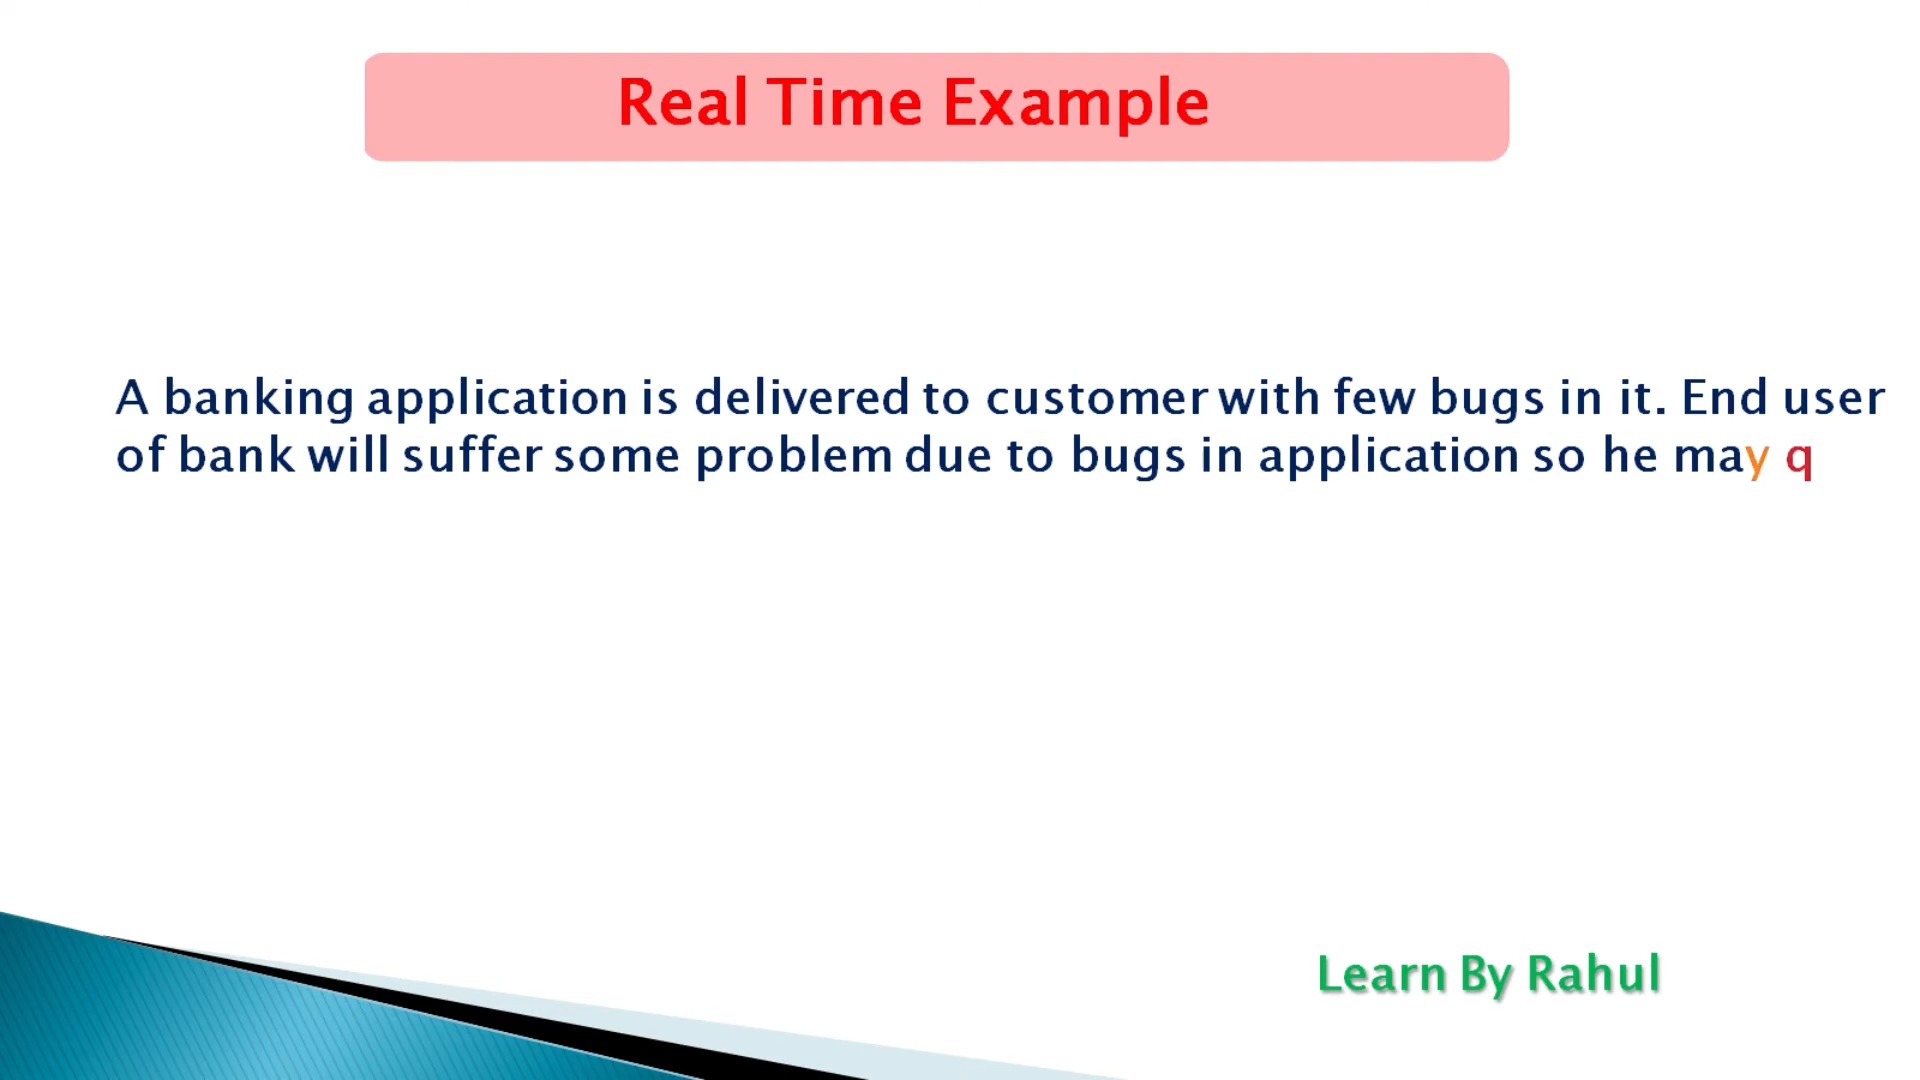 Real Time Example
A banking application is delivered to customer with few bugs in it. End user
of bank will suffer some problem due to bugs in application so he may q
Learn By Rahul